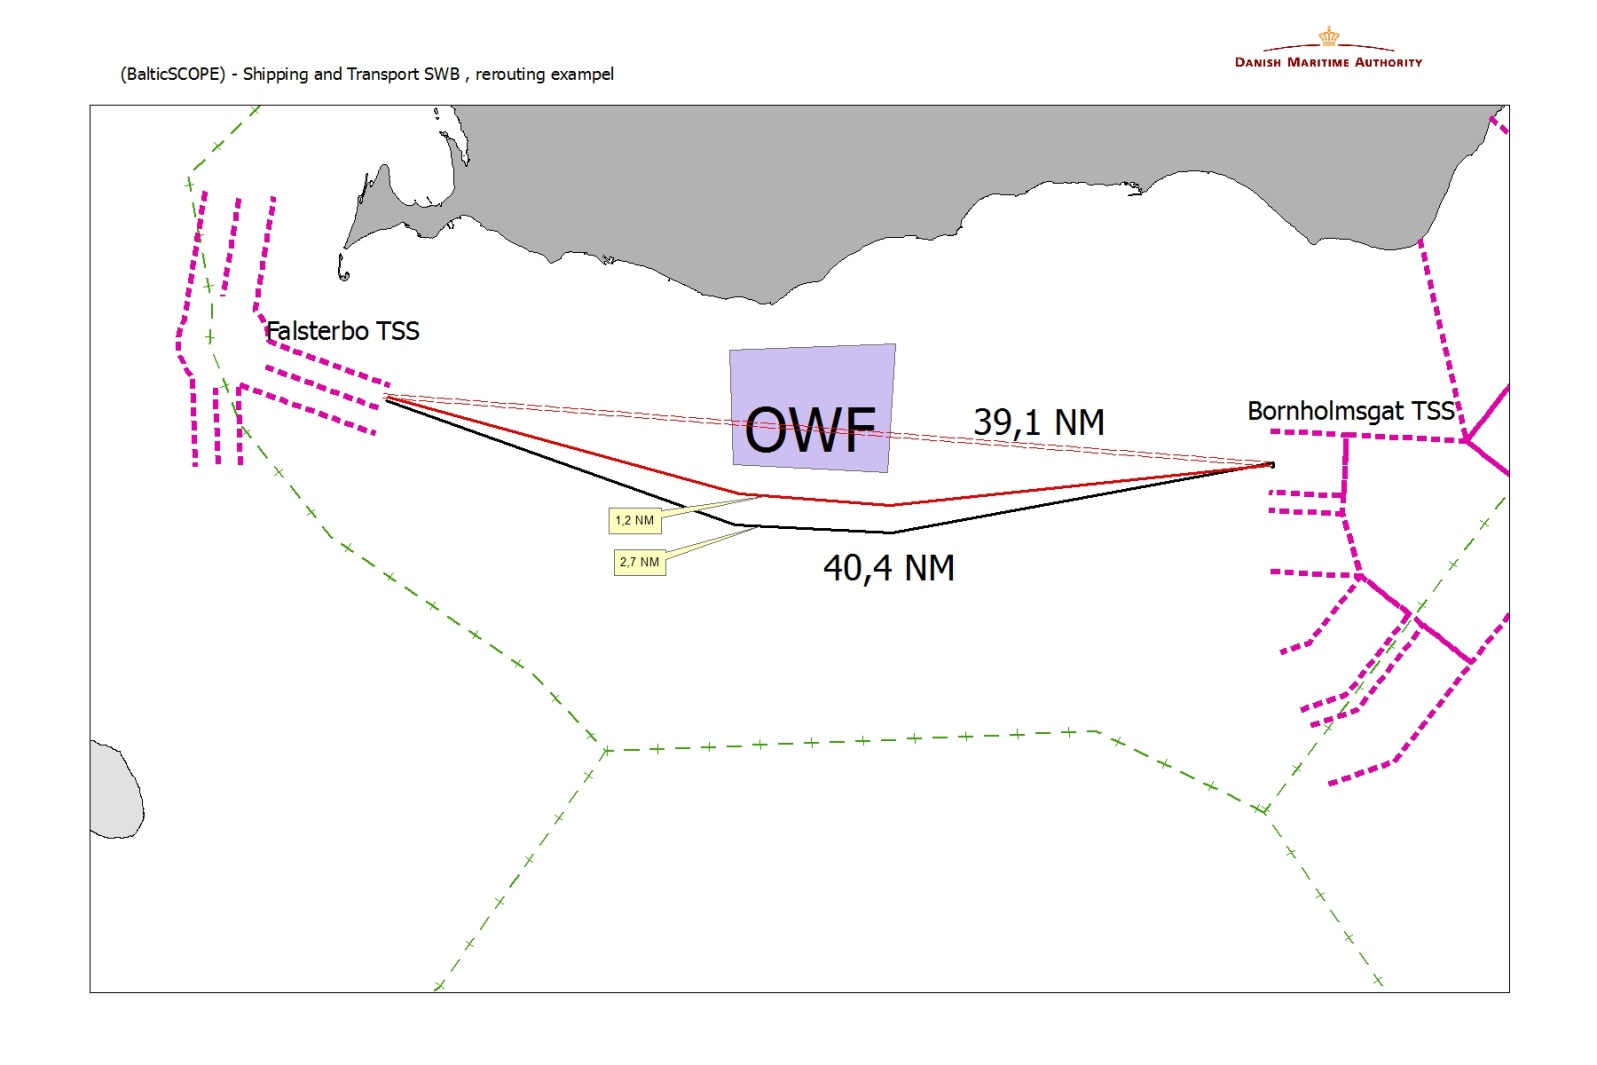 DANISH MARITIME AUTHORITY
(BalticSCOPE) - Shipping and Transport SWB , rerouting exampel
Falsterbo TSS
OWF
39,1 NM
Bornholmsgat TSS
1,2 NM
2,7 NM
40,4 NM